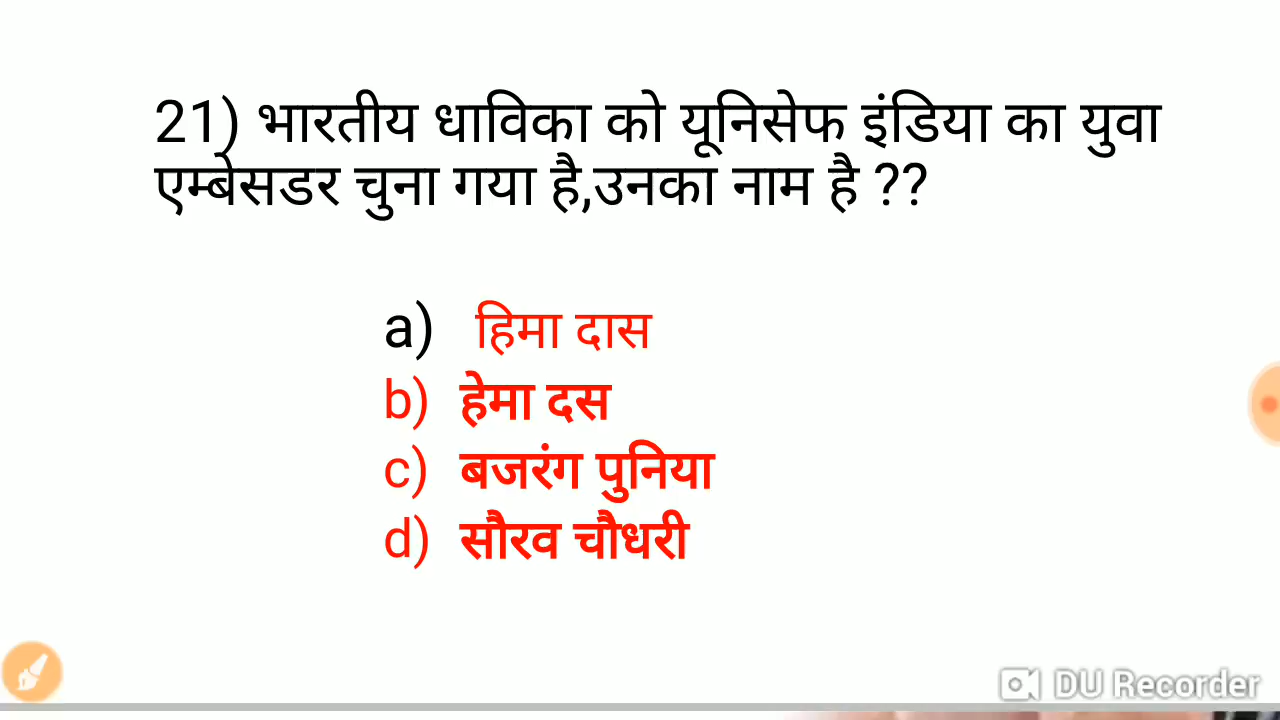 21) भारतीय धाविका को यूनिसेफ इंडिया का युवा
एम्बेसडर चुना गया है,उनका नाम है ??
a) हिमा दास
b) हेमा दस
c) बजरंग पुनिया
d) सौरव चौधरी
DU Recorder